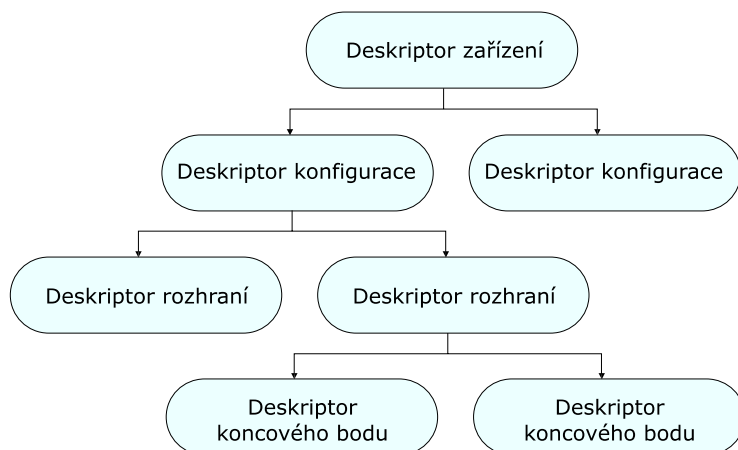 Deskriptor zařízení
Deskriptor konfigurace
Deskriptor konfigurace
Deskriptor rozhraní
Deskriptor rozhraní
Deskriptor
koncového bodu
Deskriptor
koncového bodu